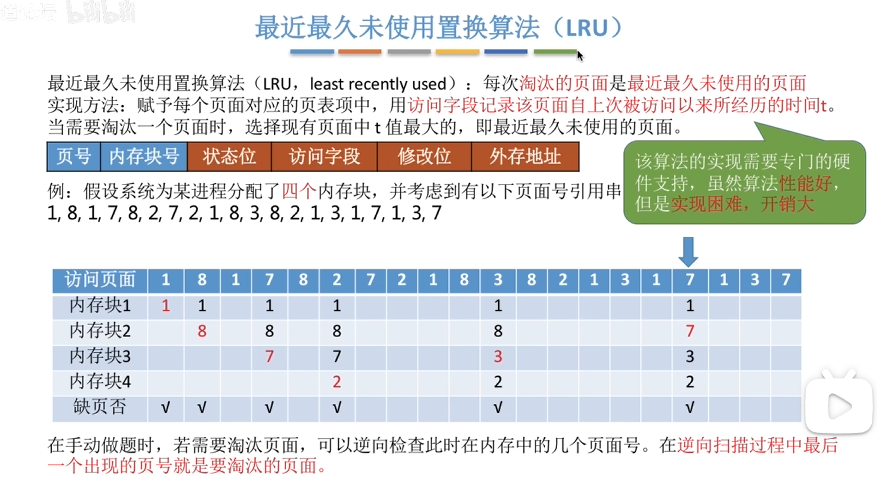 bilibili
最近最久未使用置换算法（LRU）
最近最久未使用置换算法（LRU，least recently used）：每次淘汰的页面是最近最久未使用的页面
实现方法：赋予每个页面对应的页表项中，用访问字段记录该页面自上次被访问以来所经历的时间t。
当需要淘汰一个页面时，选择现有页面中 t 值最大的，即最近最久未使用的页面。
页号 内存块号 状态位 访问字段 修改位 外存地址
该算法的实现需要专门的硬
件支持，虽然算法性能好，
但是实现困难，开销大
例：假设系统为某进程分配了四个内存块，并考虑到有以下页面号引用串
1, 8, 1, 7, 8, 2, 7, 2, 1, 8, 3, 8, 2, 1, 3, 1, 7, 1, 3, 7
访问页面 1 8 1 7 8 2 7 2 1 8 3 8 2 1 3 1 7 1 3 7
内存块1 1 1 1 1 1 1
内存块2 8 8 8 8 7
内存块3 7 7 3 3
内存块4 2 2 2
缺页否 √ √ √ √ √ √
在手动做题时，若需要淘汰页面，可以逆向检查此时在内存中的几个页面号。在逆向扫描过程中最后
一个出现的页号就是要淘汰的页面。